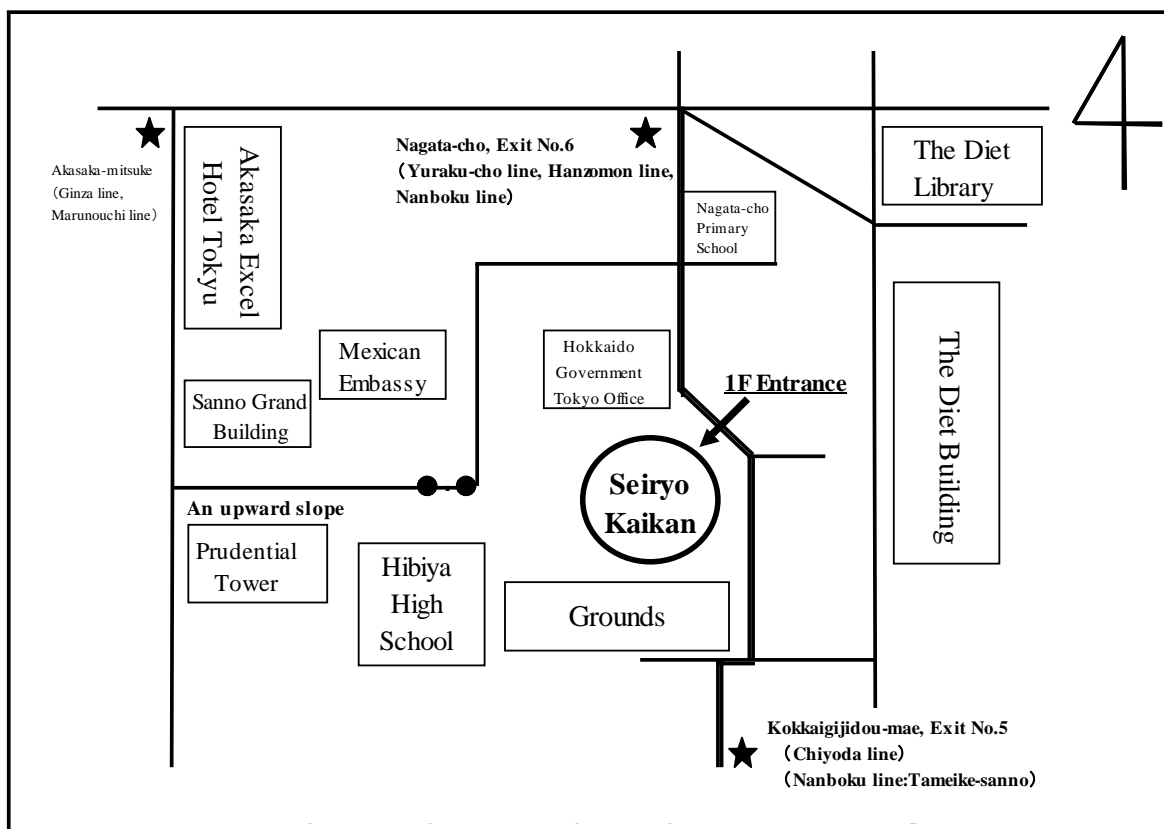 Akasaka-mitsuke
（Ginza line,
Marunouchi line）
Akasaka Excel
Hotel Tokyu
Nagata-cho, Exit No.6
（Yuraku-cho line, Hanzomon line,
Nanboku line）
The Diet
Library
Nagata-cho
Primary
School
Mexican
Embassy
Hokkaido
Government
Tokyo Office
1F Entrance
The Diet Building
Sanno Grand
Building
Seiryo
Kaikan
An upward slope
Prudential
Tower
Hibiya
High
School
Grounds
Kokkaigijidou-mae, Exit No.5
（Chiyoda line）
（Nanboku line:Tameike-sanno）